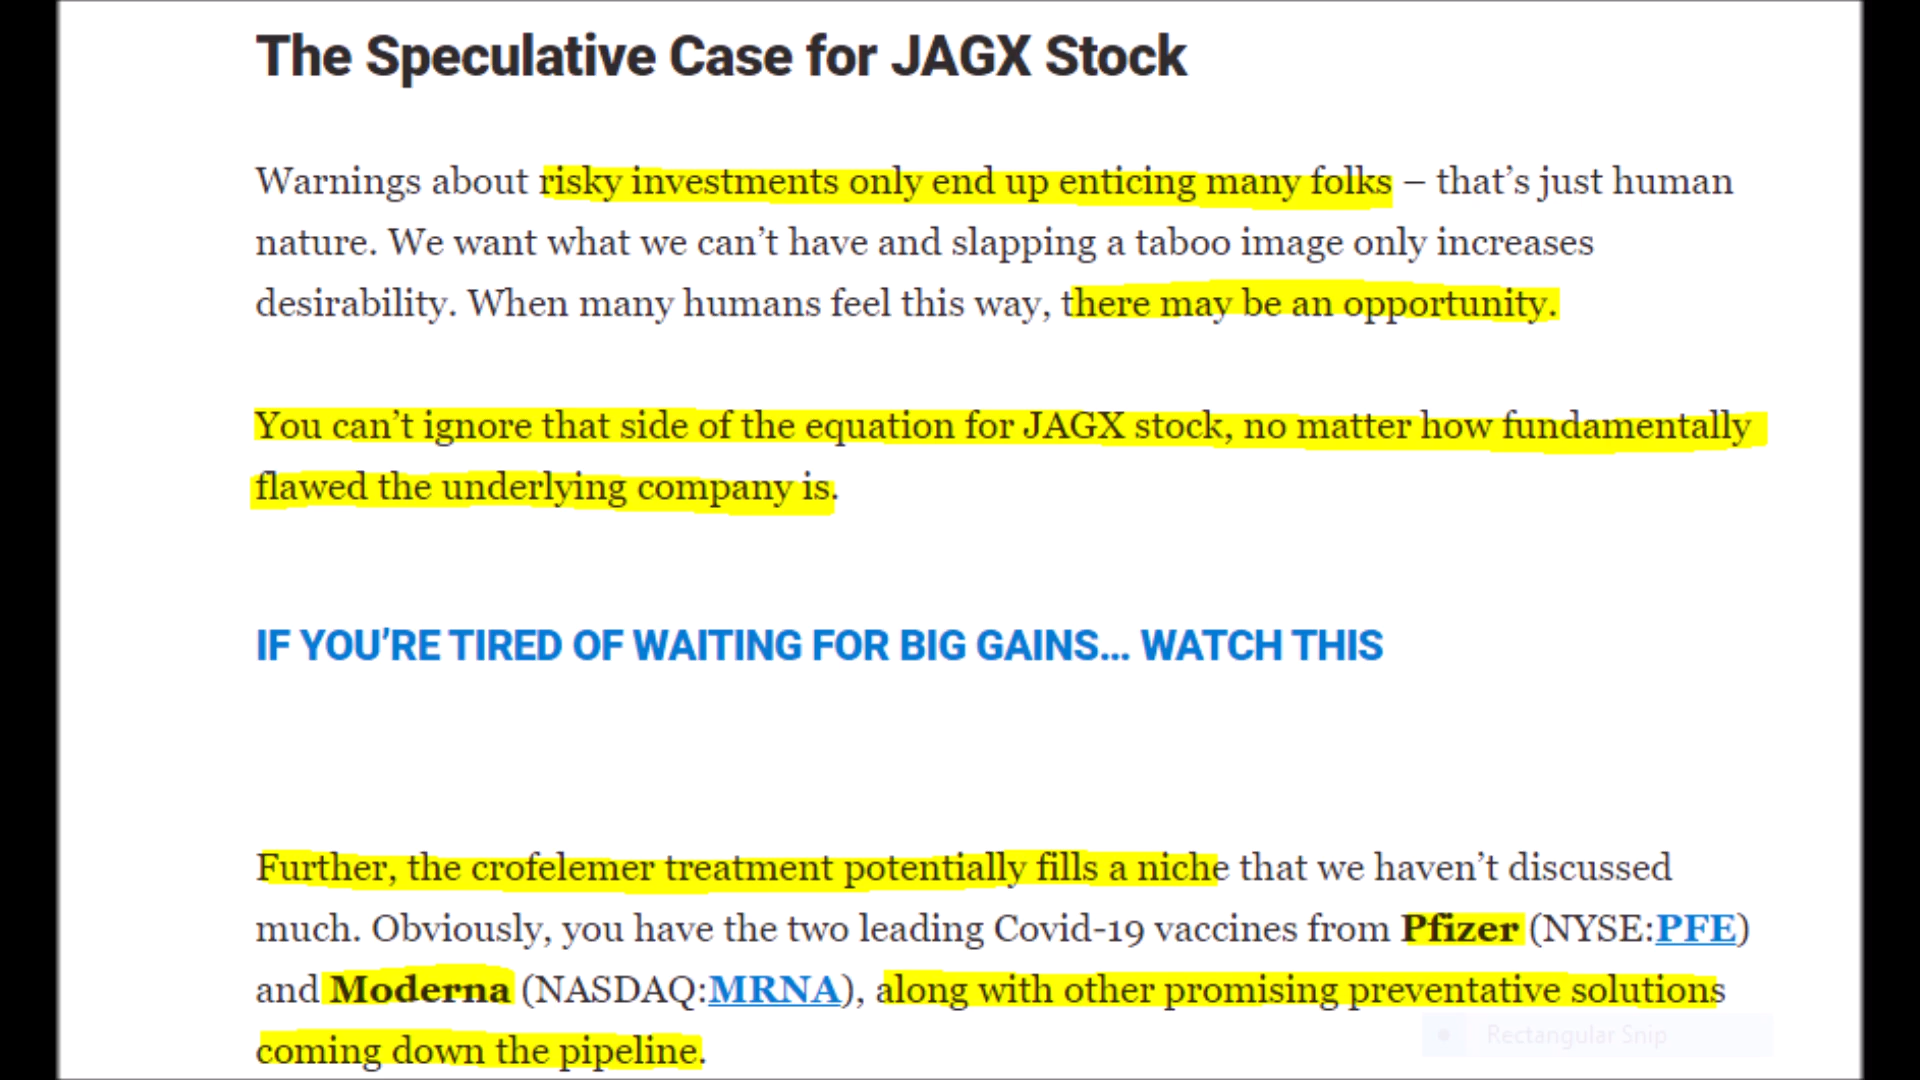 The Speculative Case for JAGX Stock
Warnings about risky investments only end up enticing many folks – that’s just human
nature. We want what we can’t have and slapping a taboo image only increases
desirability. When many humans feel this way, there may be an opportunity.
You can’t ignore that side of the equation for JAGX stock, no matter how fundamentally
flawed the underlying company is.
IF YOU’RE TIRED OF WAITING FOR BIG GAINS... WATCH THIS
Further, the crofelemer treatment potentially fills a niche that we haven’t discussed
much. Obviously, you have the two leading Covid-19 vaccines from Pfizer (NYSE:PFE)
and Moderna (NASDAQ:MRNA), along with other promising preventative solutions
Rectangular Snip
coming down the pipeline.